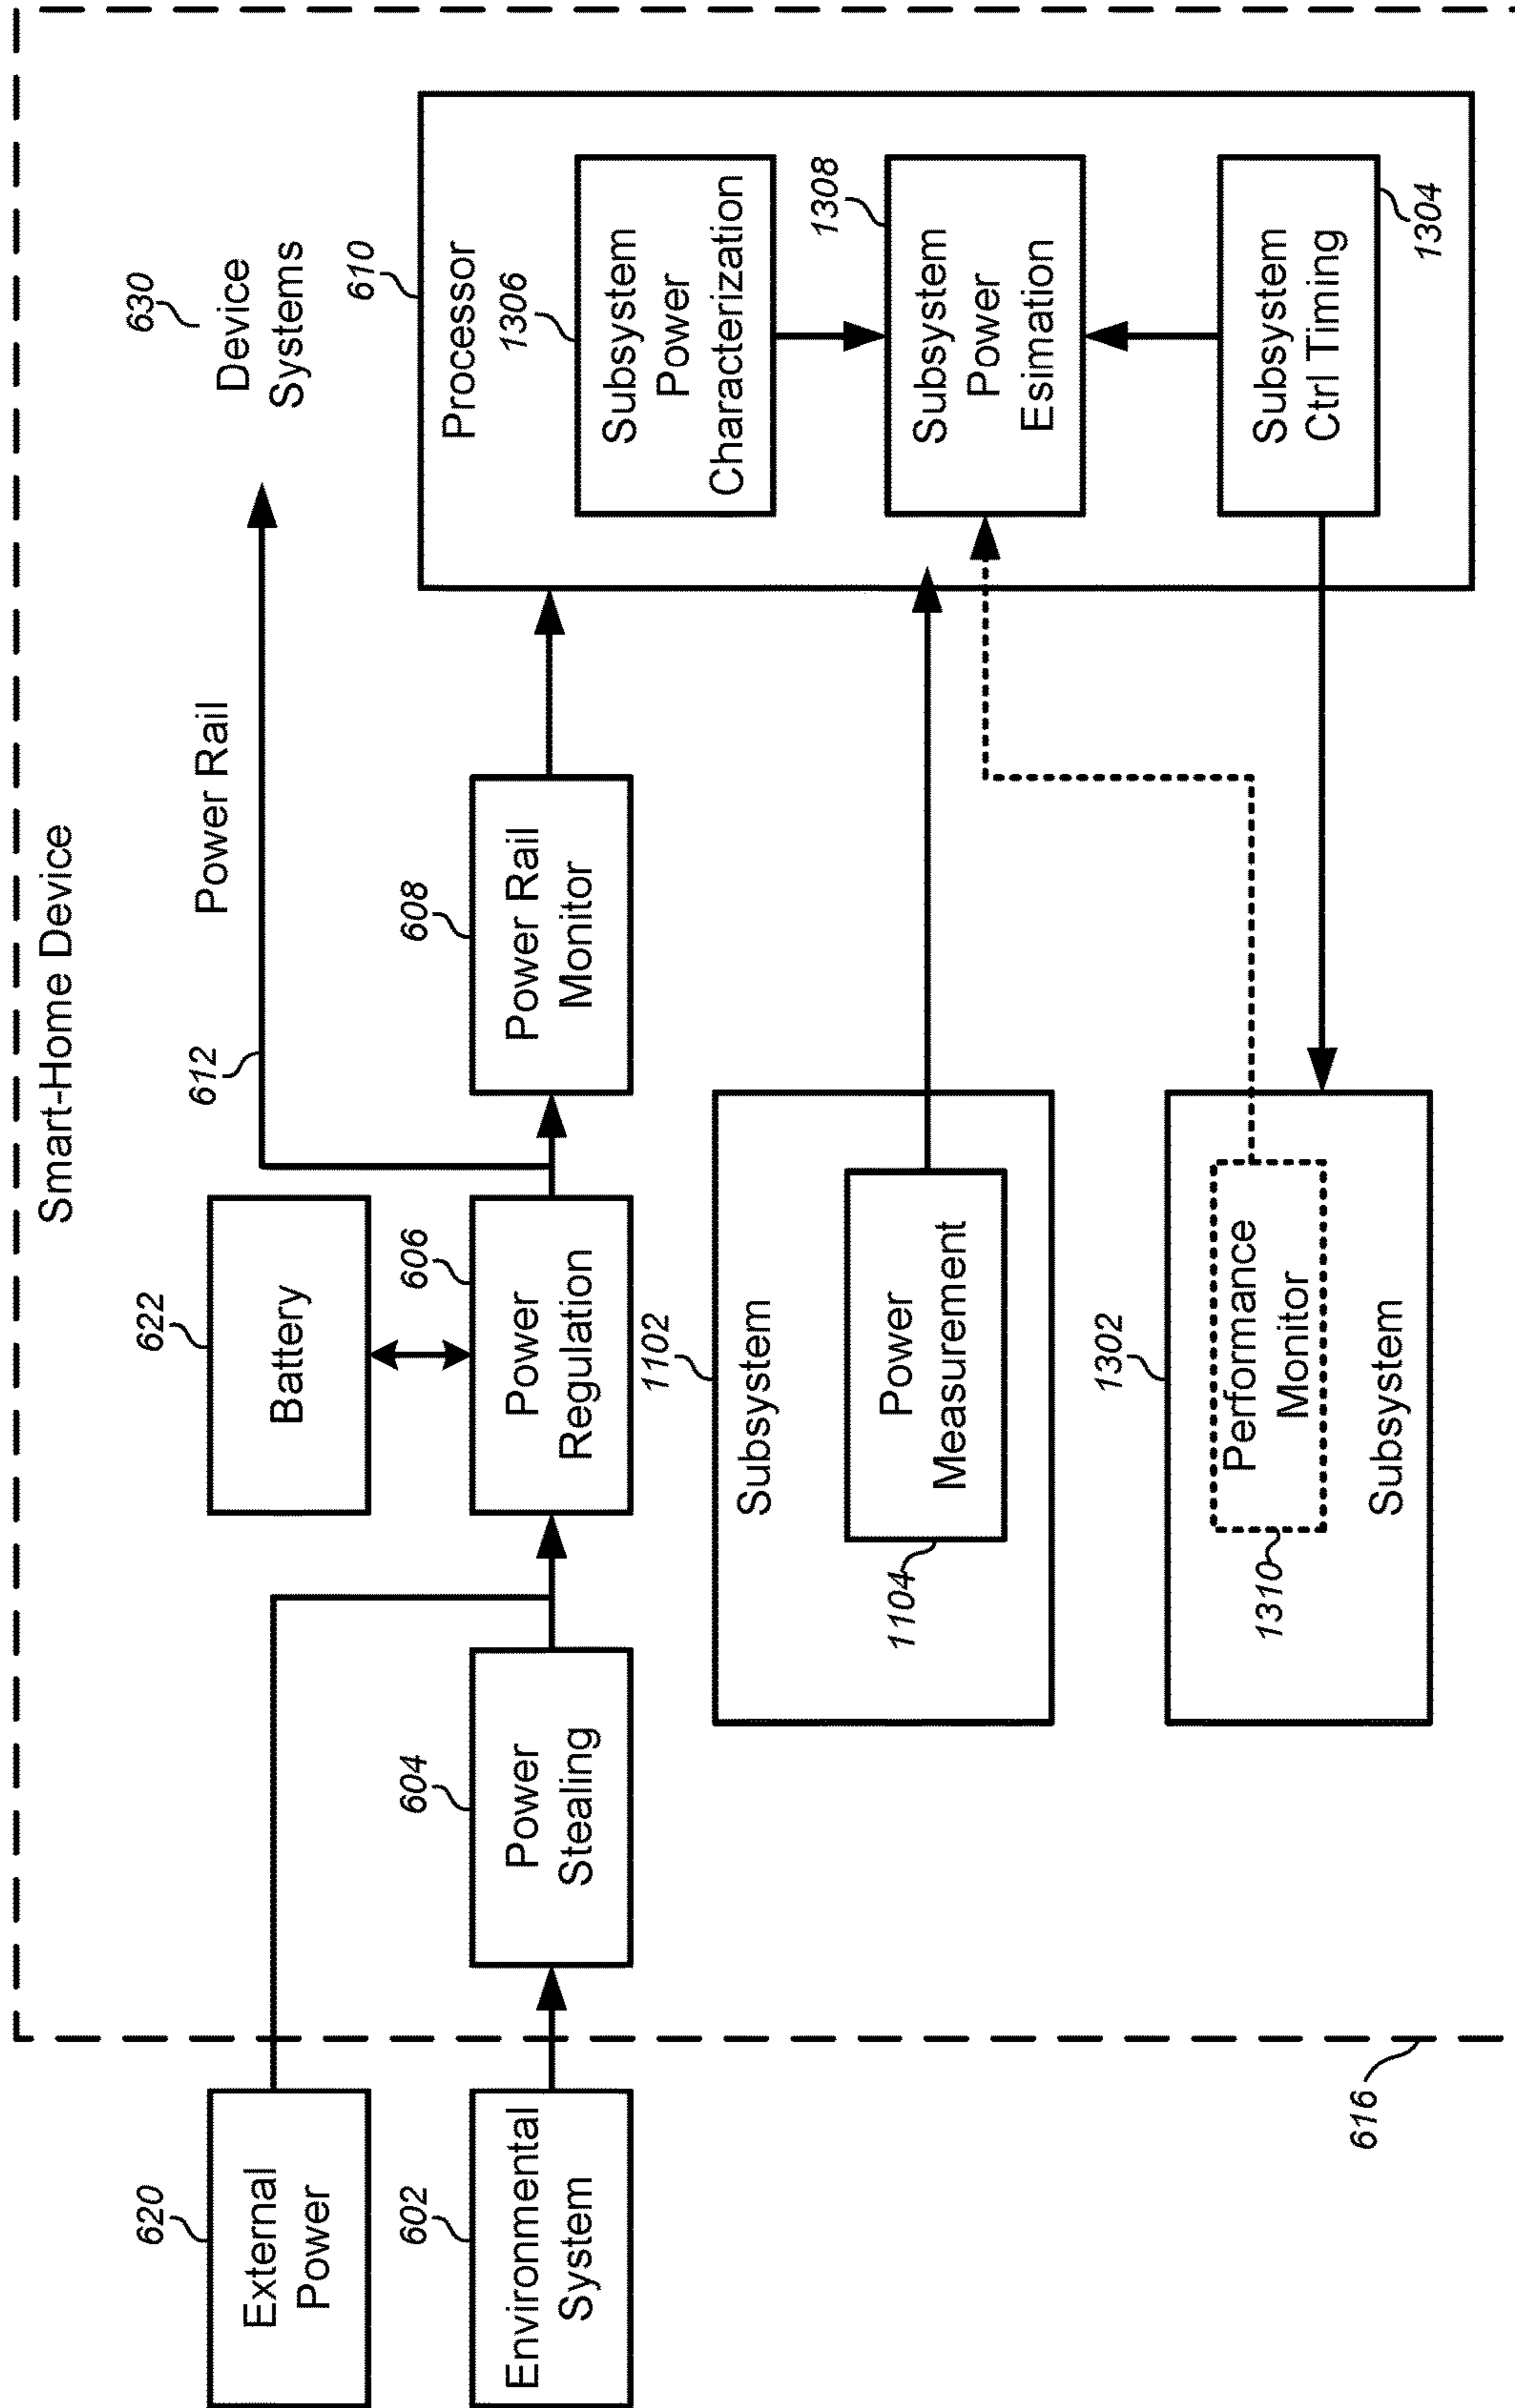 Smart-Home Device
630
Device
Systems
Power Rail
612
620
External
Power
622
Battery
602
Environmental
System
604
Power
Stealing
606
Power
Regulation
608
Power Rail
Monitor
610
Processor
1306
Subsystem
Power
Characterization
1308
Subsystem
Power
Esimation
Subsystem
Ctrl Timing
1304
1102
Subsystem
Power
Measurement
1104
1302
Performance
Monitor
1310
Subsystem
616